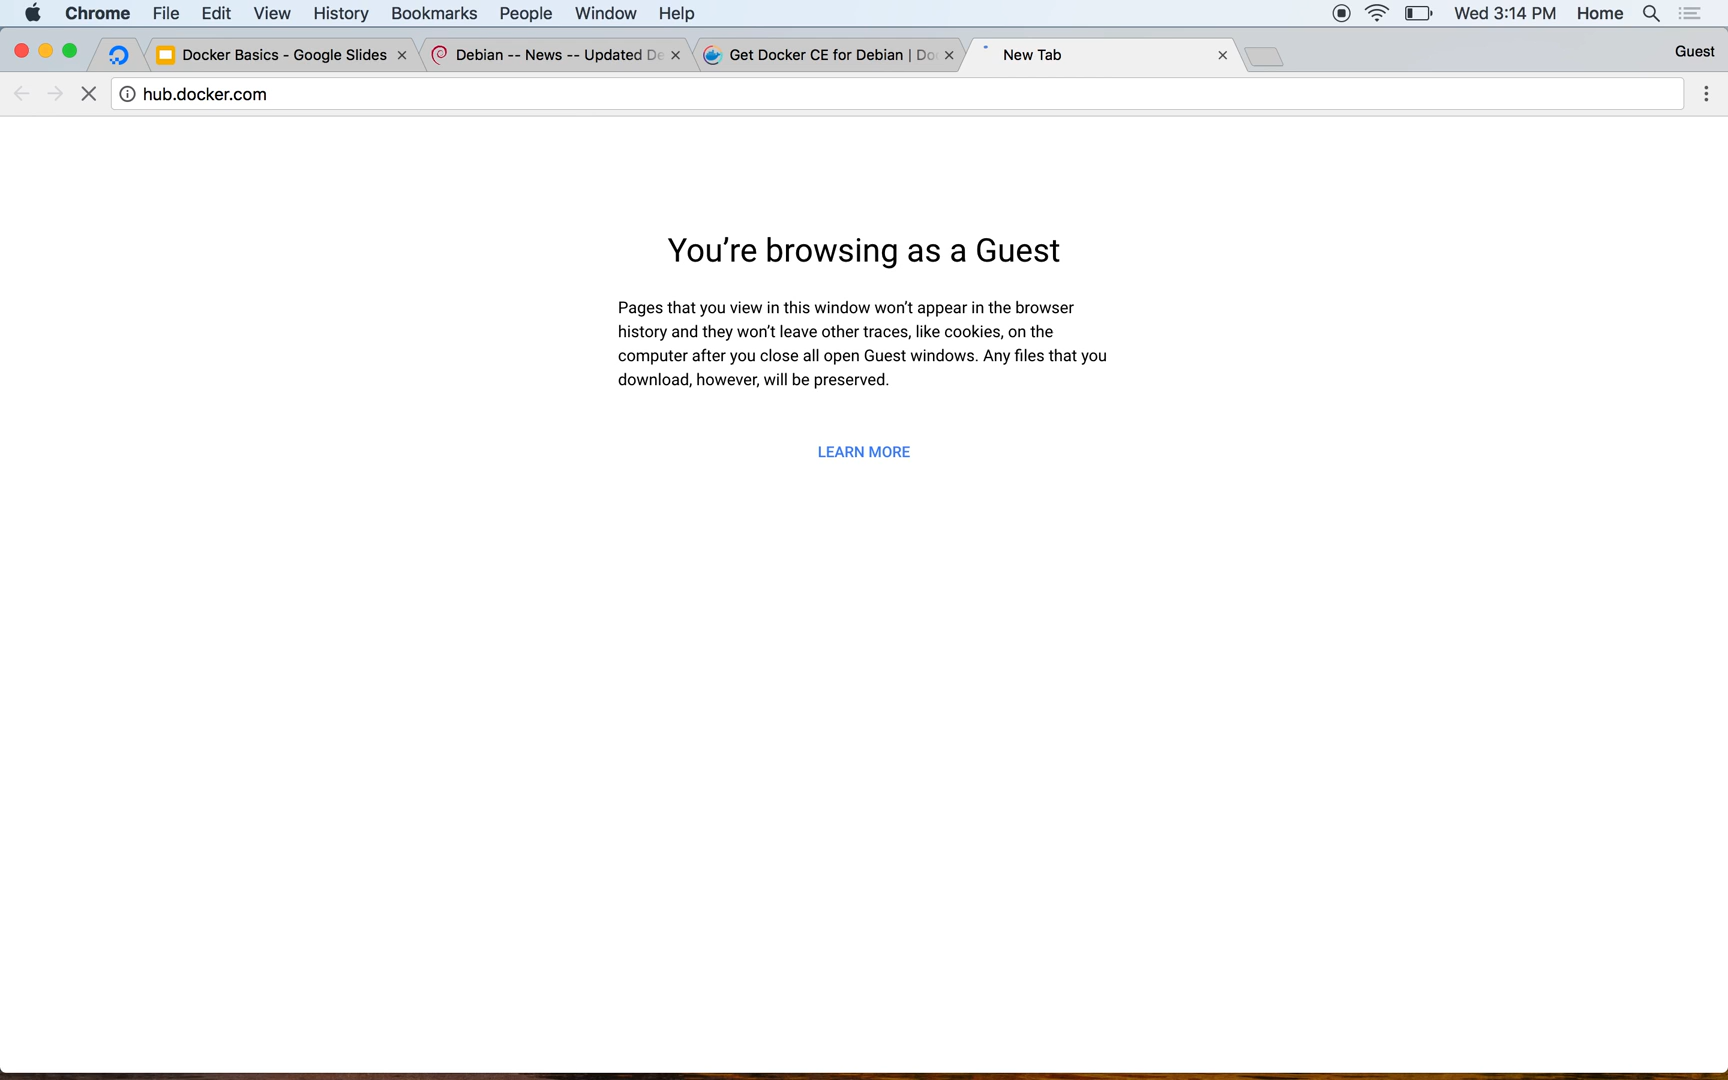 Chrome File Edit View History Bookmarks People Window Help Wed 3:14 PM Home
Docker Basics - Google Slides Debian -- News -- Updated De Get Docker CE for Debian | Do New Tab Guest
hub.docker.com
You’re browsing as a Guest
Pages that you view in this window won’t appear in the browser
history and they won’t leave other traces, like cookies, on the
computer after you close all open Guest windows. Any files that you
download, however, will be preserved.
LEARN MORE